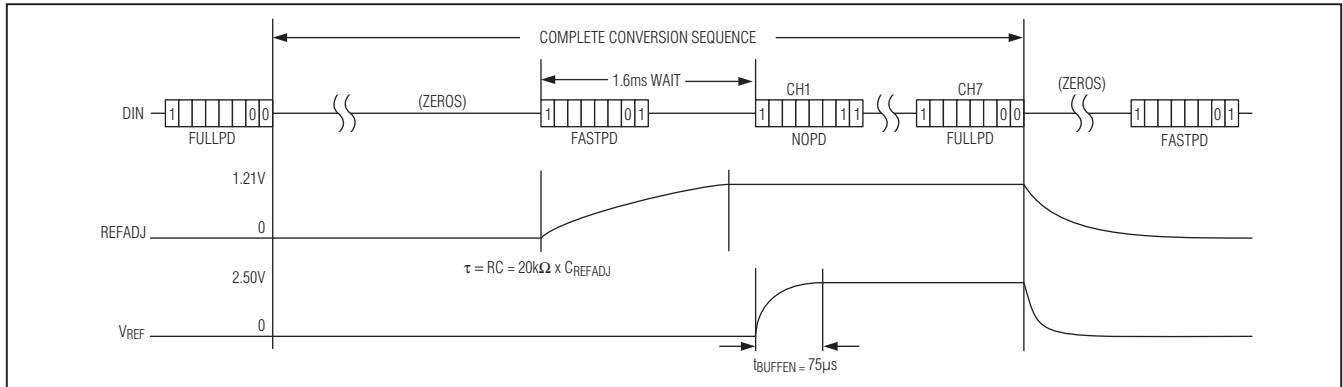 COMPLETE CONVERSION SEQUENCE
1.6ms WAIT
CH1 CH7
DIN 1 0 0 (ZEROS) 1 0 1 1 1 1 1 0 0 (ZEROS) 1 0 1
FULLPD FASTPD NOPD FULLPD FASTPD
1.21V
REFADJ 0
τ = RC = 20kΩ x CREFADJ
2.50V
VREF 0
tBUFFEN = 75µs